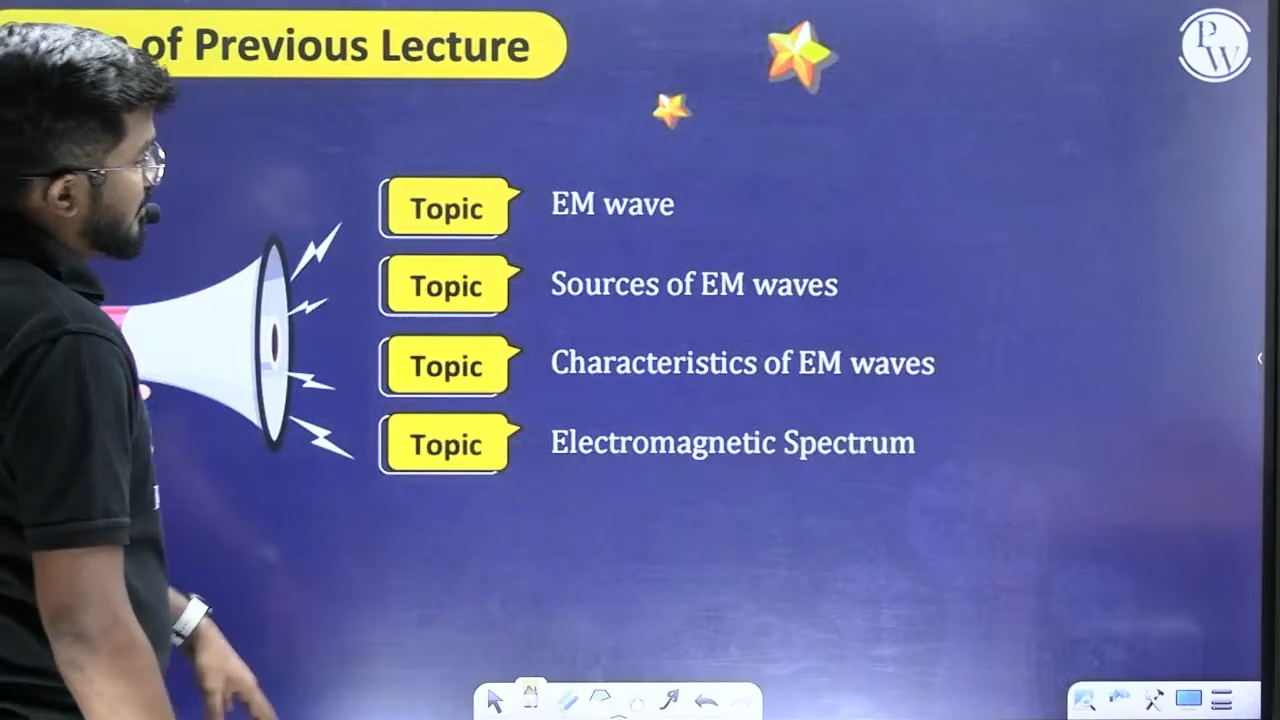 of Previous Lecture
PW
Topic EM wave
Topic Sources of EM waves
Topic Characteristics of EM waves
Topic Electromagnetic Spectrum